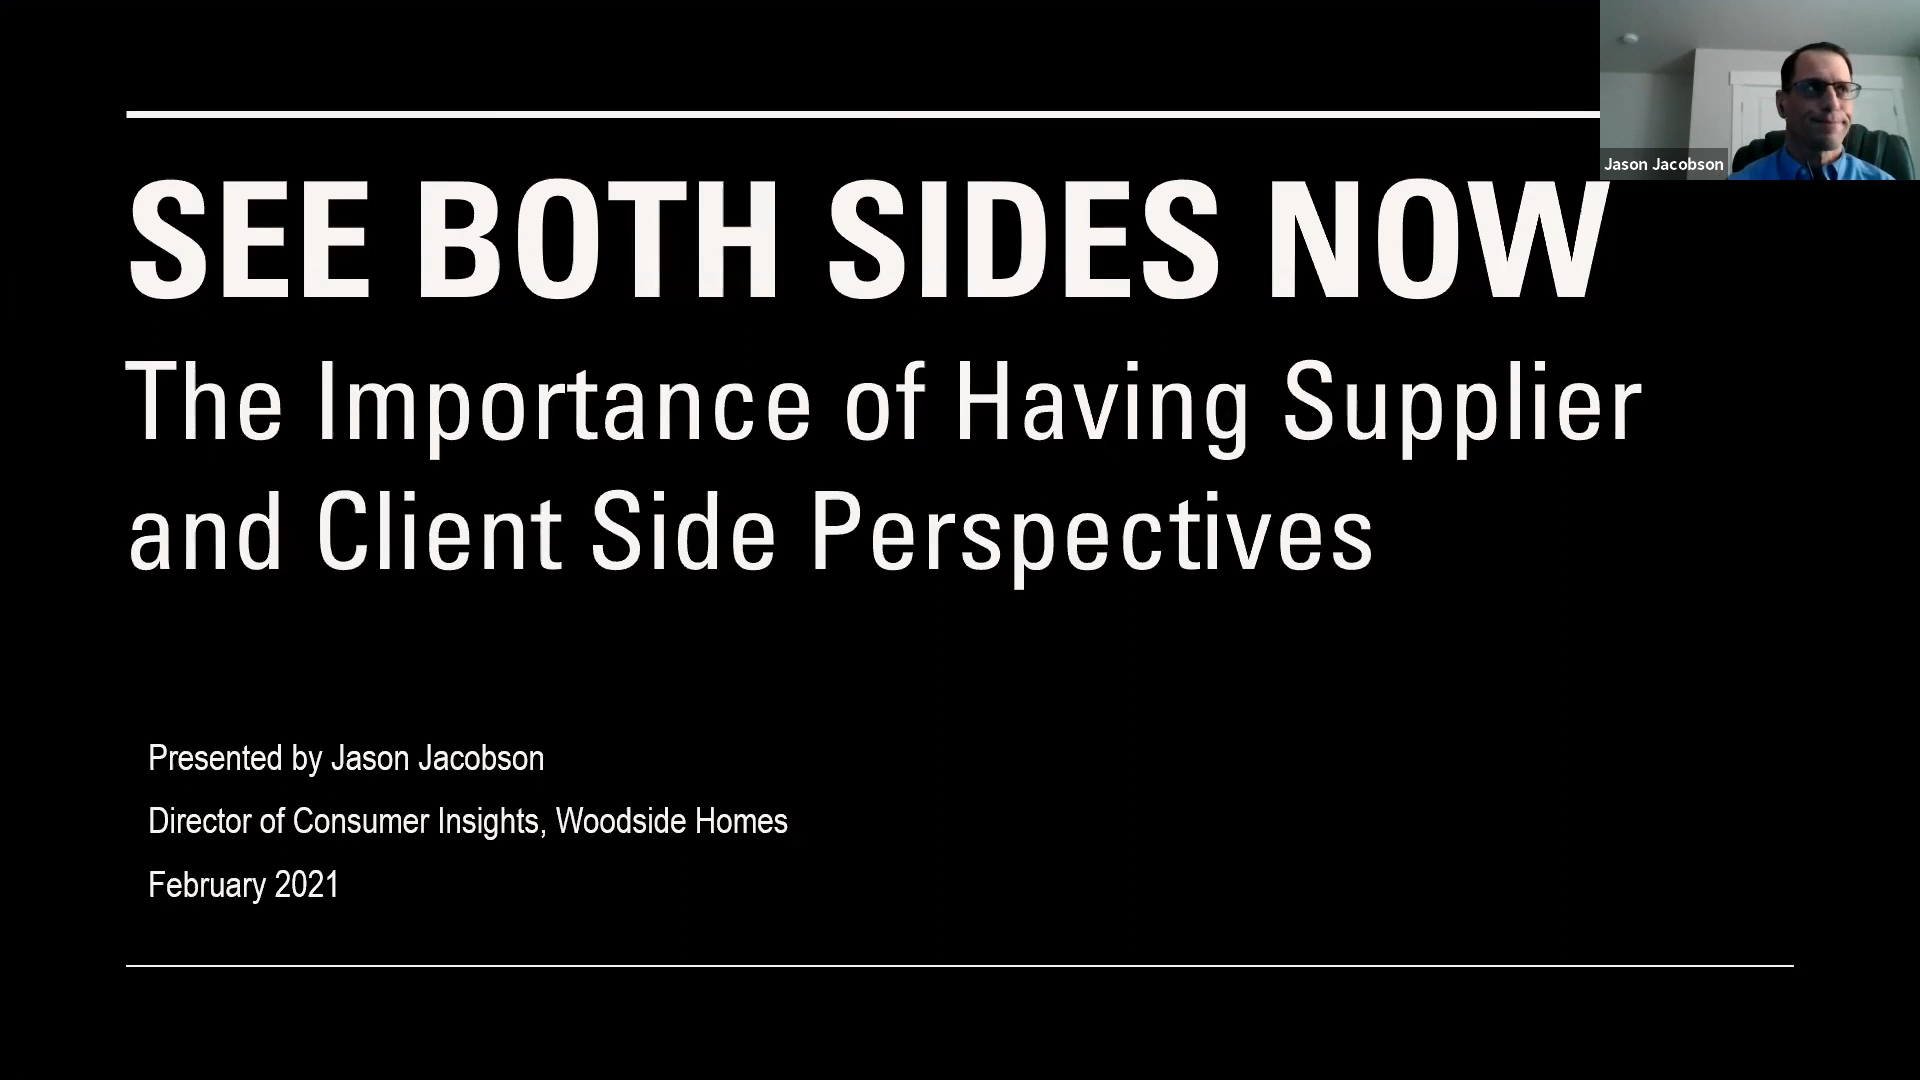 Jason Jacobson
SEE BOTH SIDES NOW
The Importance of Having Supplier
and Client Side Perspectives
Presented by Jason Jacobson
Director of Consumer Insights, Woodside Homes
February 2021